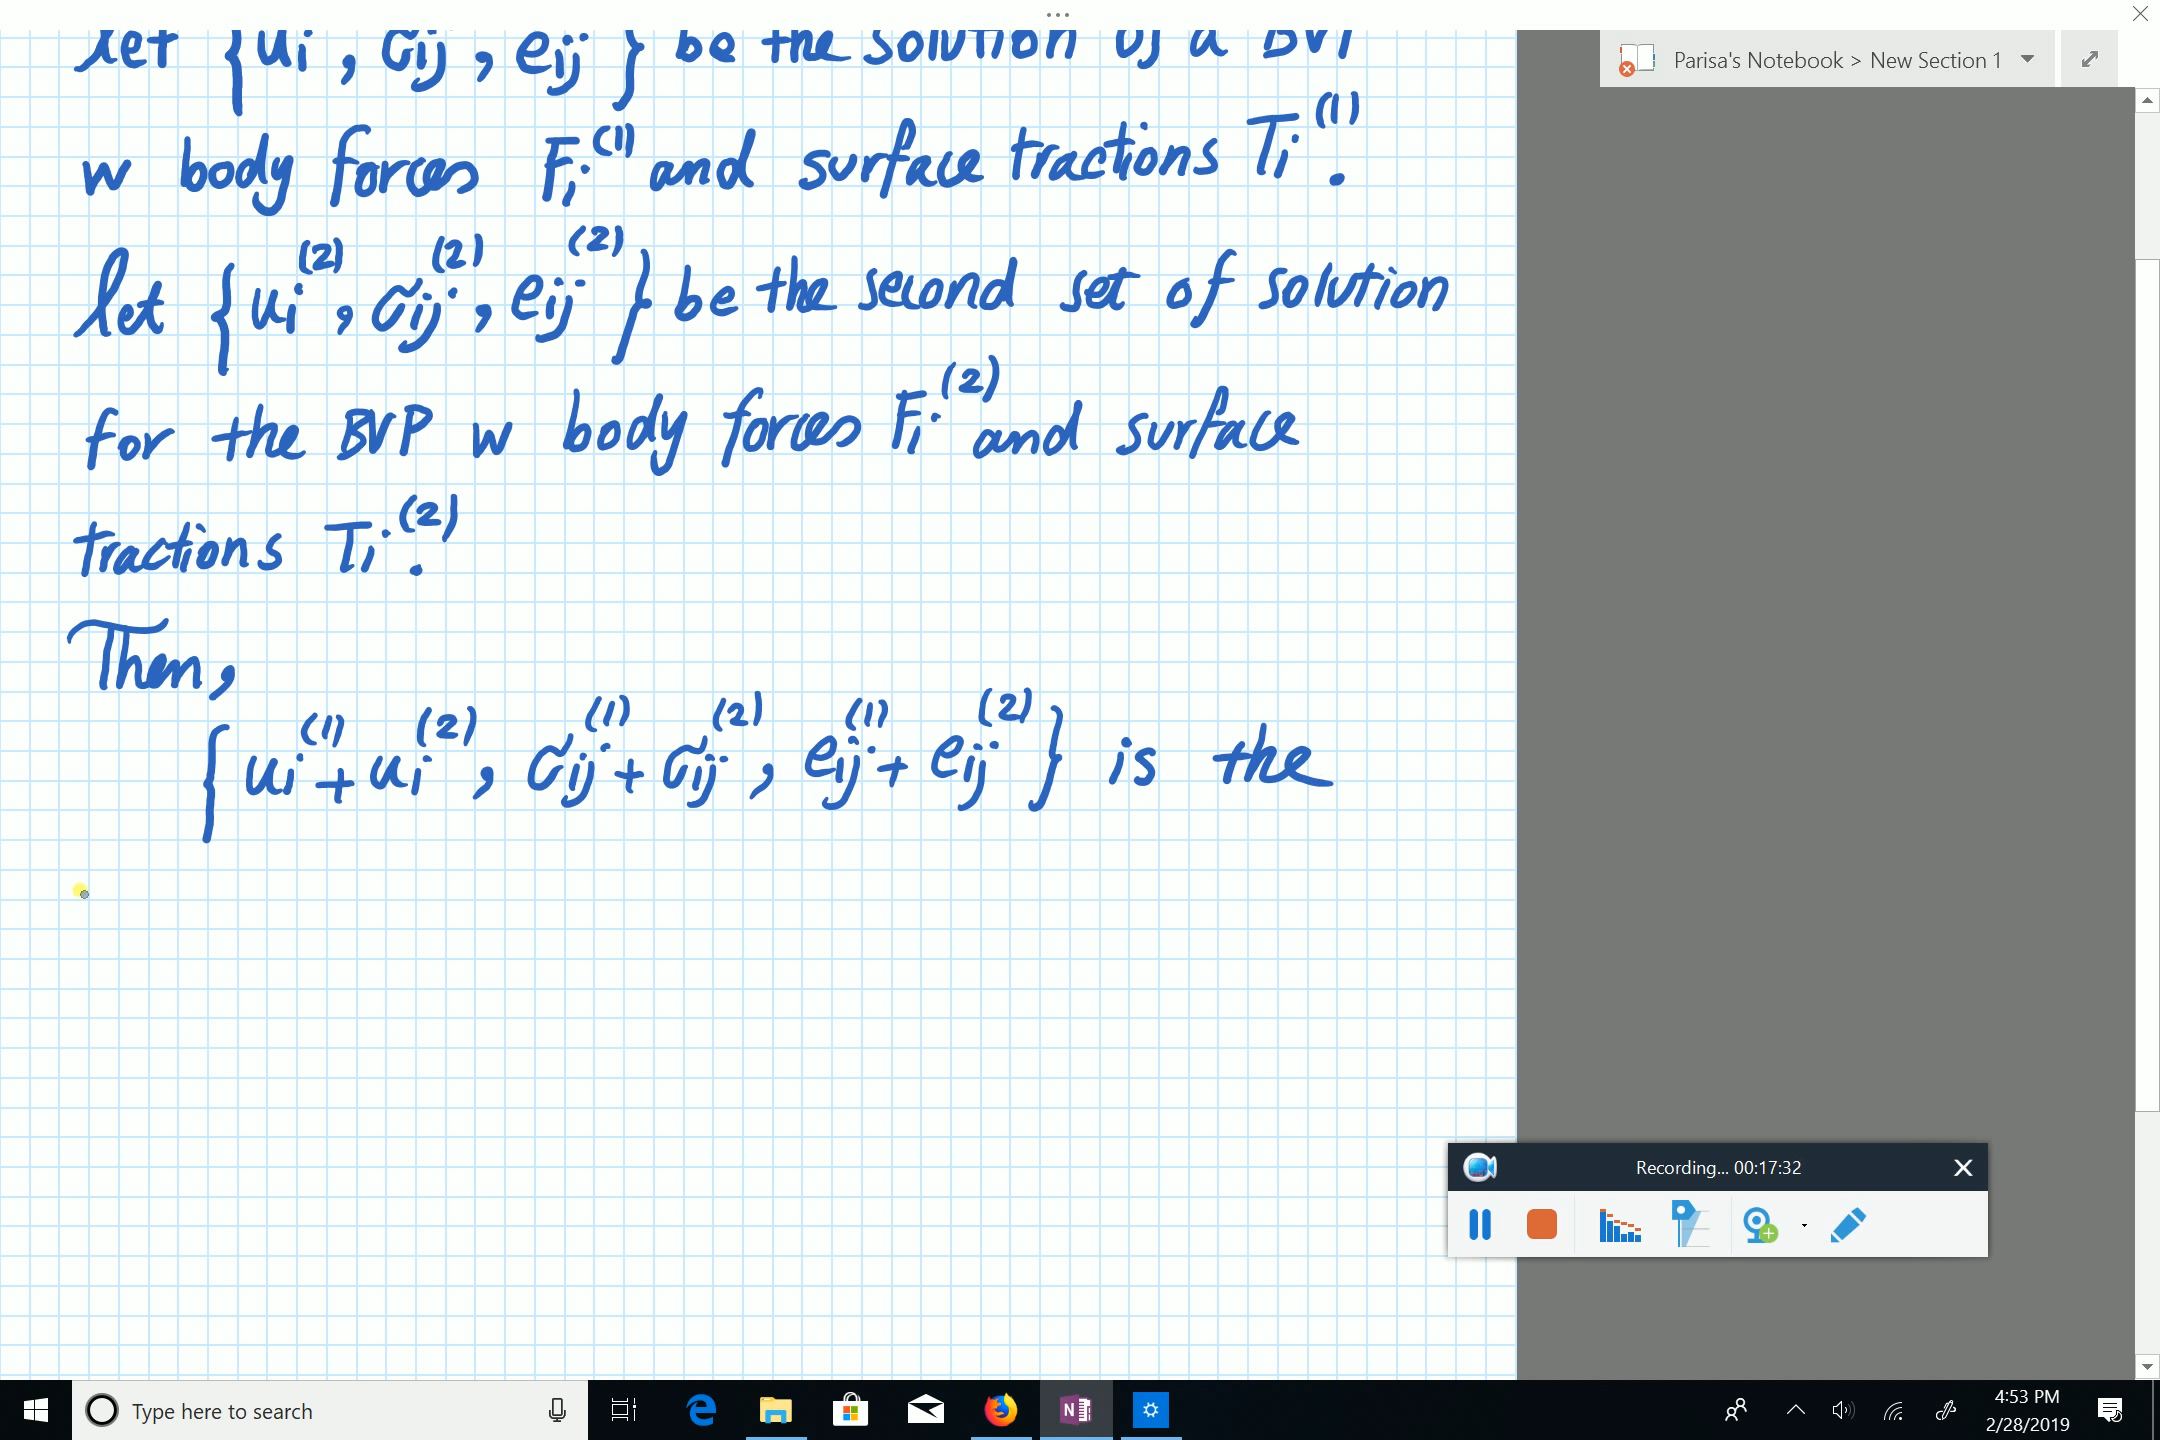 Parisa's Notebook > New Section 1
let {ui , σij , eij } be the solution of a BVP
w body forces Fi^(1) and surface tractions Ti^(1).
let {ui^(2) , σij^(2) , eij^(2) } be the second set of solution
for the BVP w body forces Fi^(2) and surface
tractions Ti^(2).
Then,
{ui^(1) + ui^(2) , σij^(1) + σij^(2) , eij^(1) + eij^(2) } is the
Recording... 00:17:32
Type here to search
4:53 PM
2/28/2019